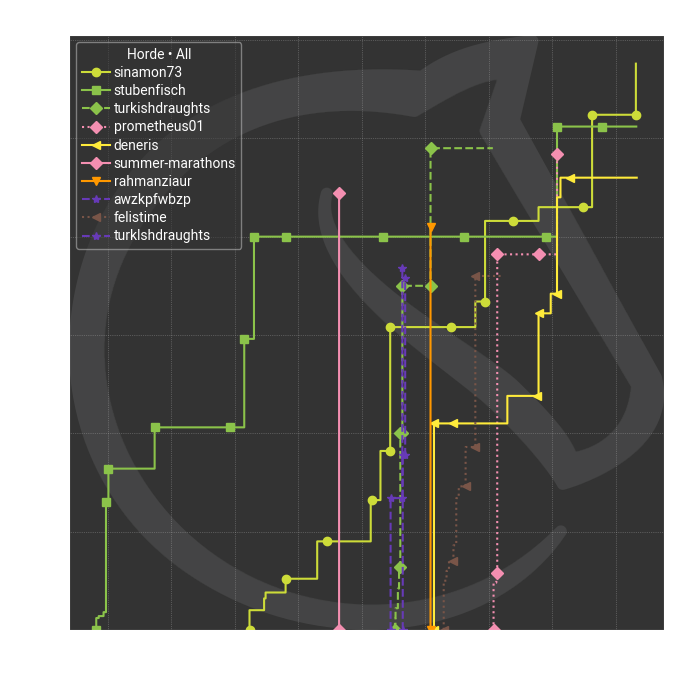 Horde • All
sinamon73
stubenfisch
turkishdraughts
prometheus01
deneris
summer-marathons
rahmanziaur
awzkpfwbzp
felistime
turklshdraughts